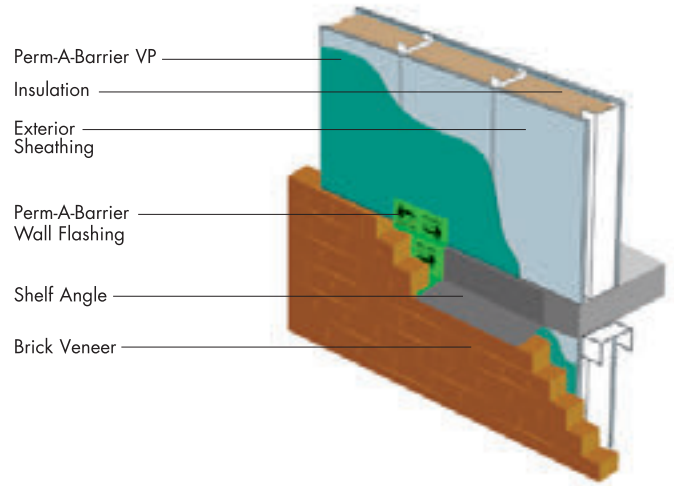 Perm-A-Barrier VP
Insulation
Exterior
Sheathing
Perm-A-Barrier
Wall Flashing
Shelf Angle
Brick Veneer